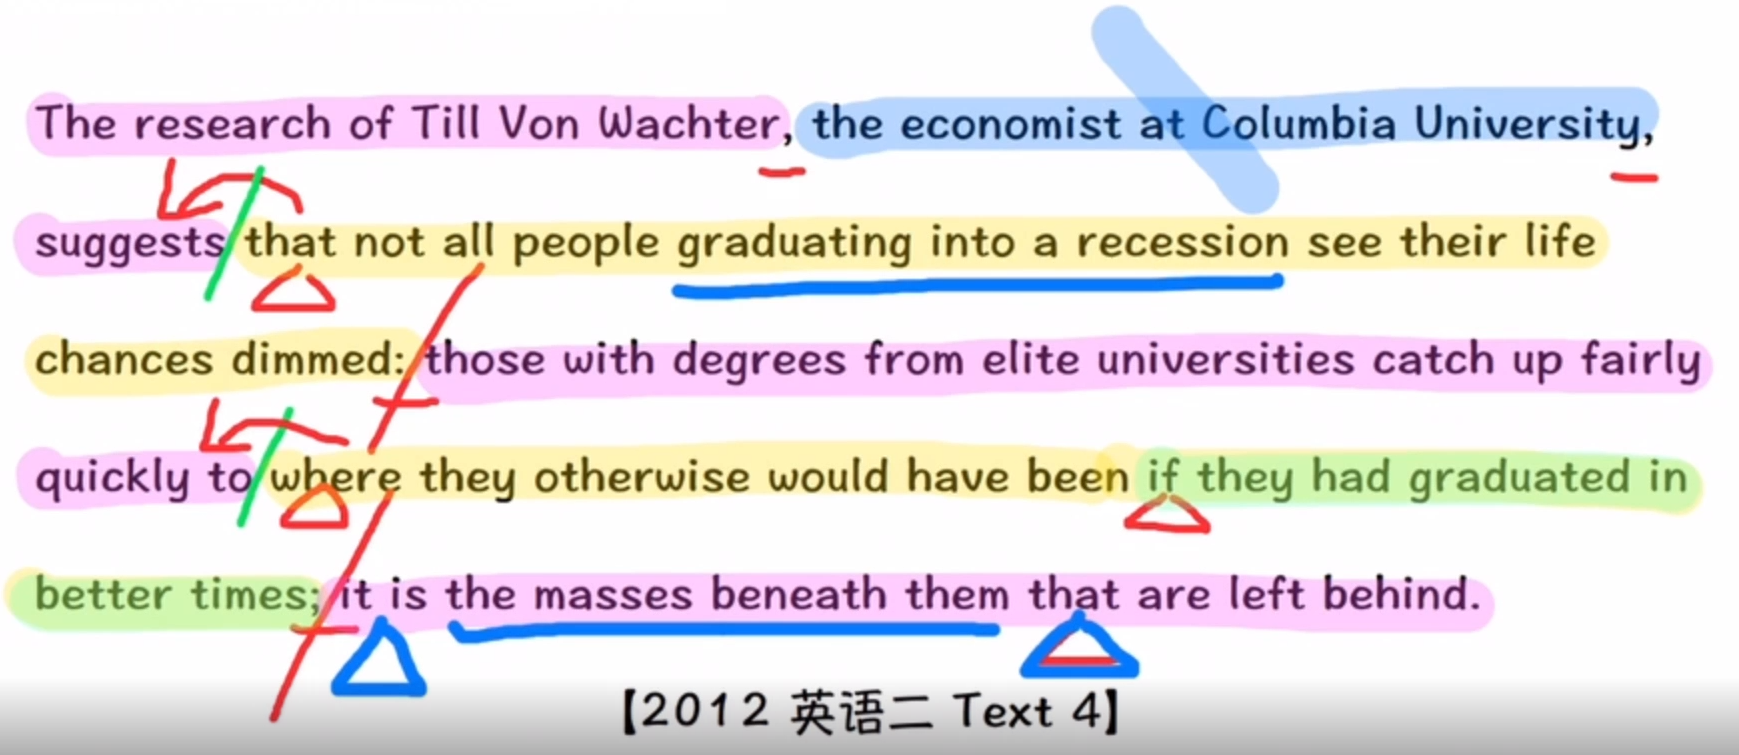 The research of Till Von Wachter, the economist at Columbia University,
suggests that not all people graduating into a recession see their life
chances dimmed: those with degrees from elite universities catch up fairly
quickly to where they otherwise would have been if they had graduated in
better times; it is the masses beneath them that are left behind.
【2012 英语二 Text 4】